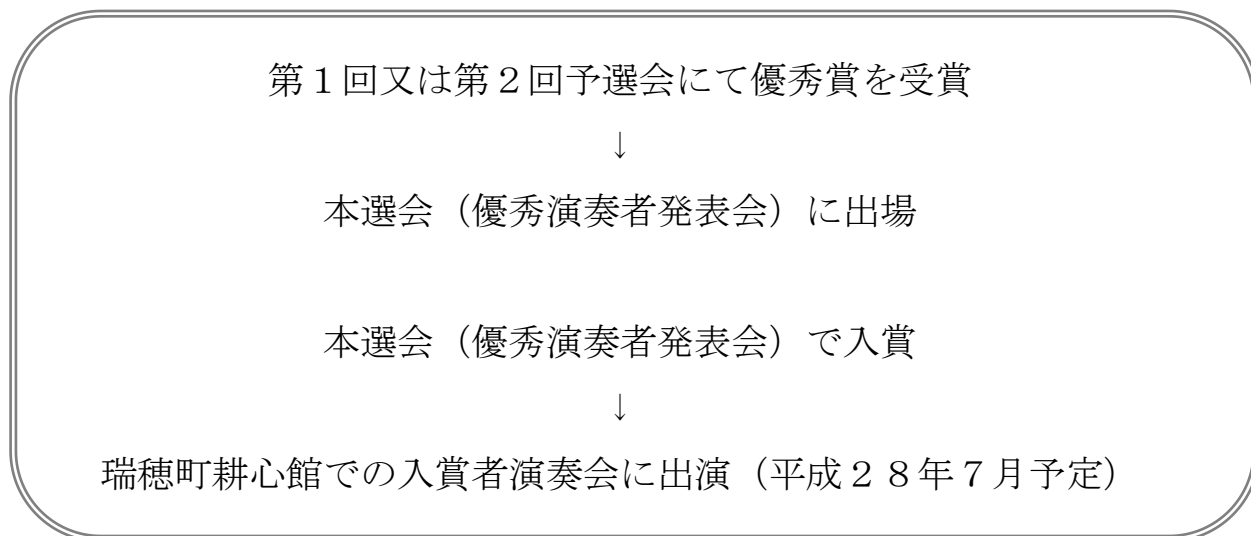 第１回又は第２回予選会にて優秀賞を受賞
↓
本選会（優秀演奏者発表会）に出場
本選会（優秀演奏者発表会）で入賞
↓
瑞穂町耕心館での入賞者演奏会に出演（平成２８年７月予定）